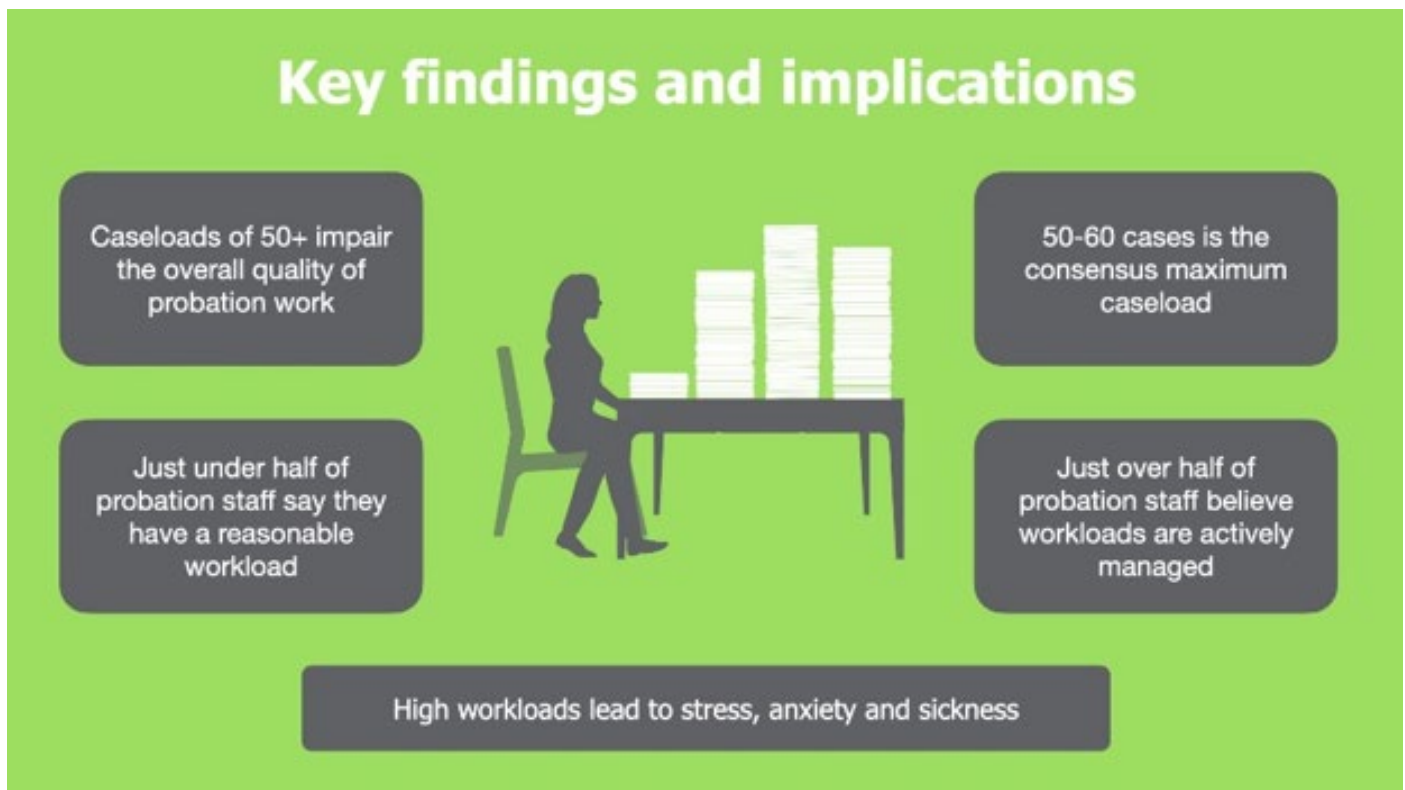 Key findings and implications
Caseloads of 50+ impair
the overall quality of
probation work
50-60 cases is the
consensus maximum
caseload
Just under half of
probation staff say they
have a reasonable
workload
Just over half of
probation staff believe
workloads are actively
managed
High workloads lead to stress, anxiety and sickness